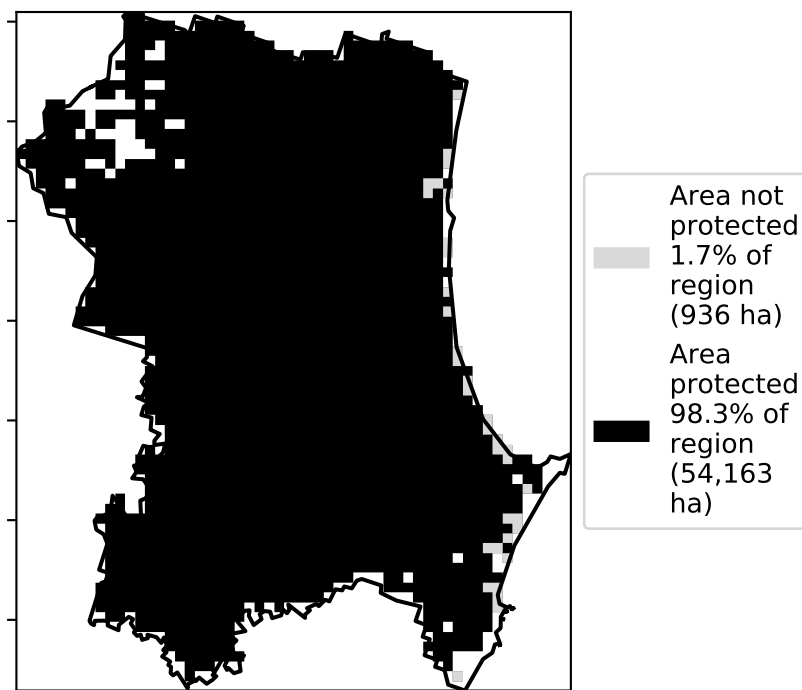 Area not
protected
1.7% of
region
(936 ha)
Area
protected
98.3% of
region
(54,163
ha)